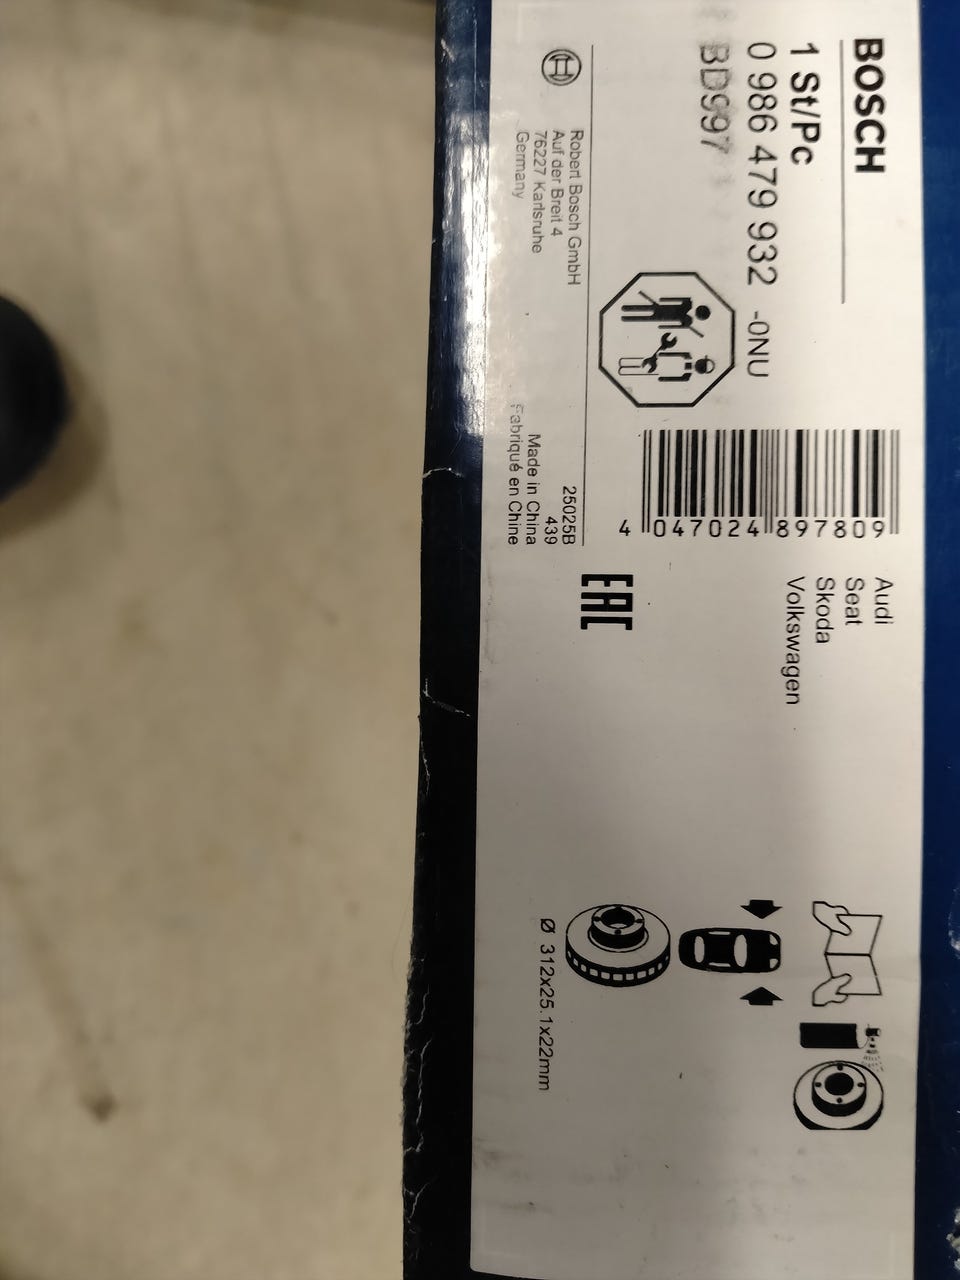 BOSCH
1 St/Pc
0 986 479 932 -0NU
BD997
Robert Bosch GmbH
Auf der Breit 4
76227 Karlsruhe
Germany
25025B
439
Made in China
Fabriqué en Chine
4 047024 897809
EAC
Audi
Seat
Skoda
Volkswagen
Ø 312x25.1x22mm